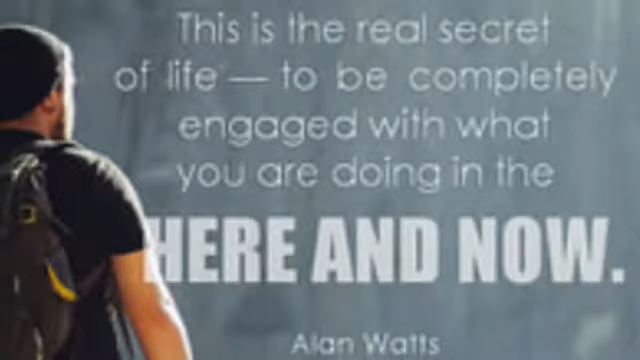 This is the real secret
of life — to be completely
engaged with what
you are doing in the
HERE AND NOW.
Alan Watts